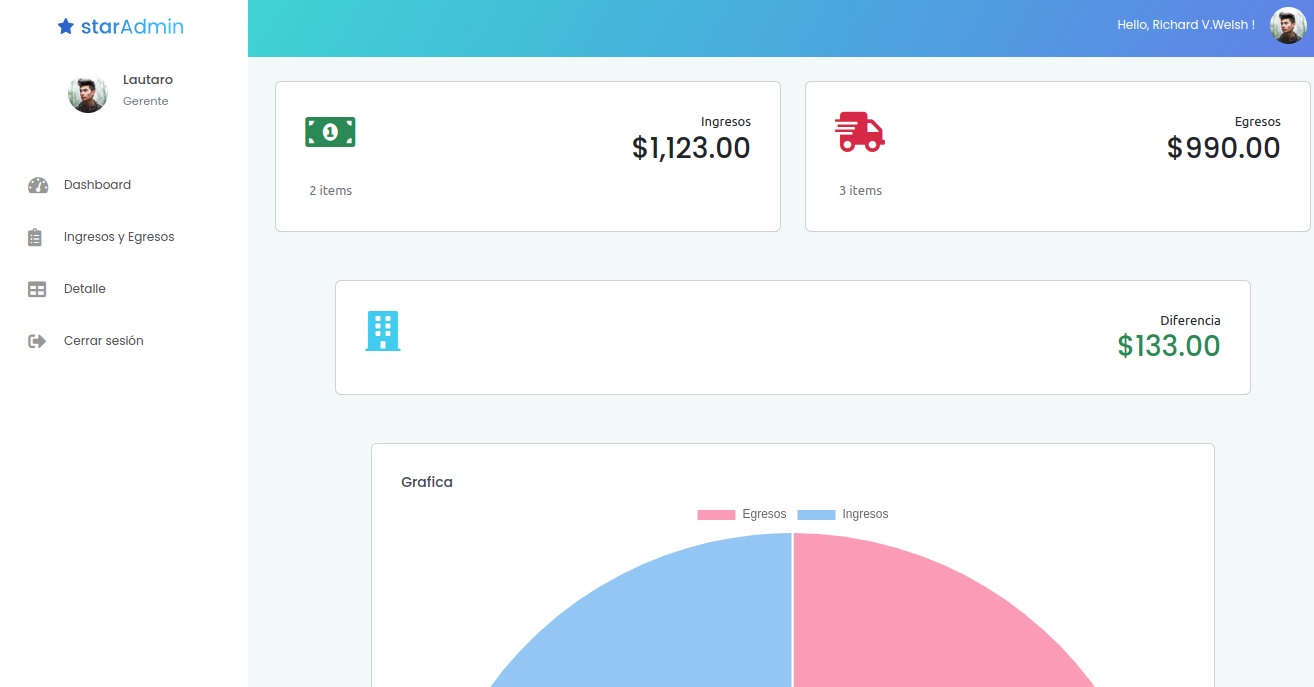 starAdmin
Hello, Richard V.Welsh !
Lautaro
Gerente
Dashboard
Ingresos y Egresos
Detalle
Cerrar sesión
1
Ingresos
$1,123.00
2 items
Egresos
$990.00
3 items
Diferencia
$133.00
Grafica
Egresos Ingresos